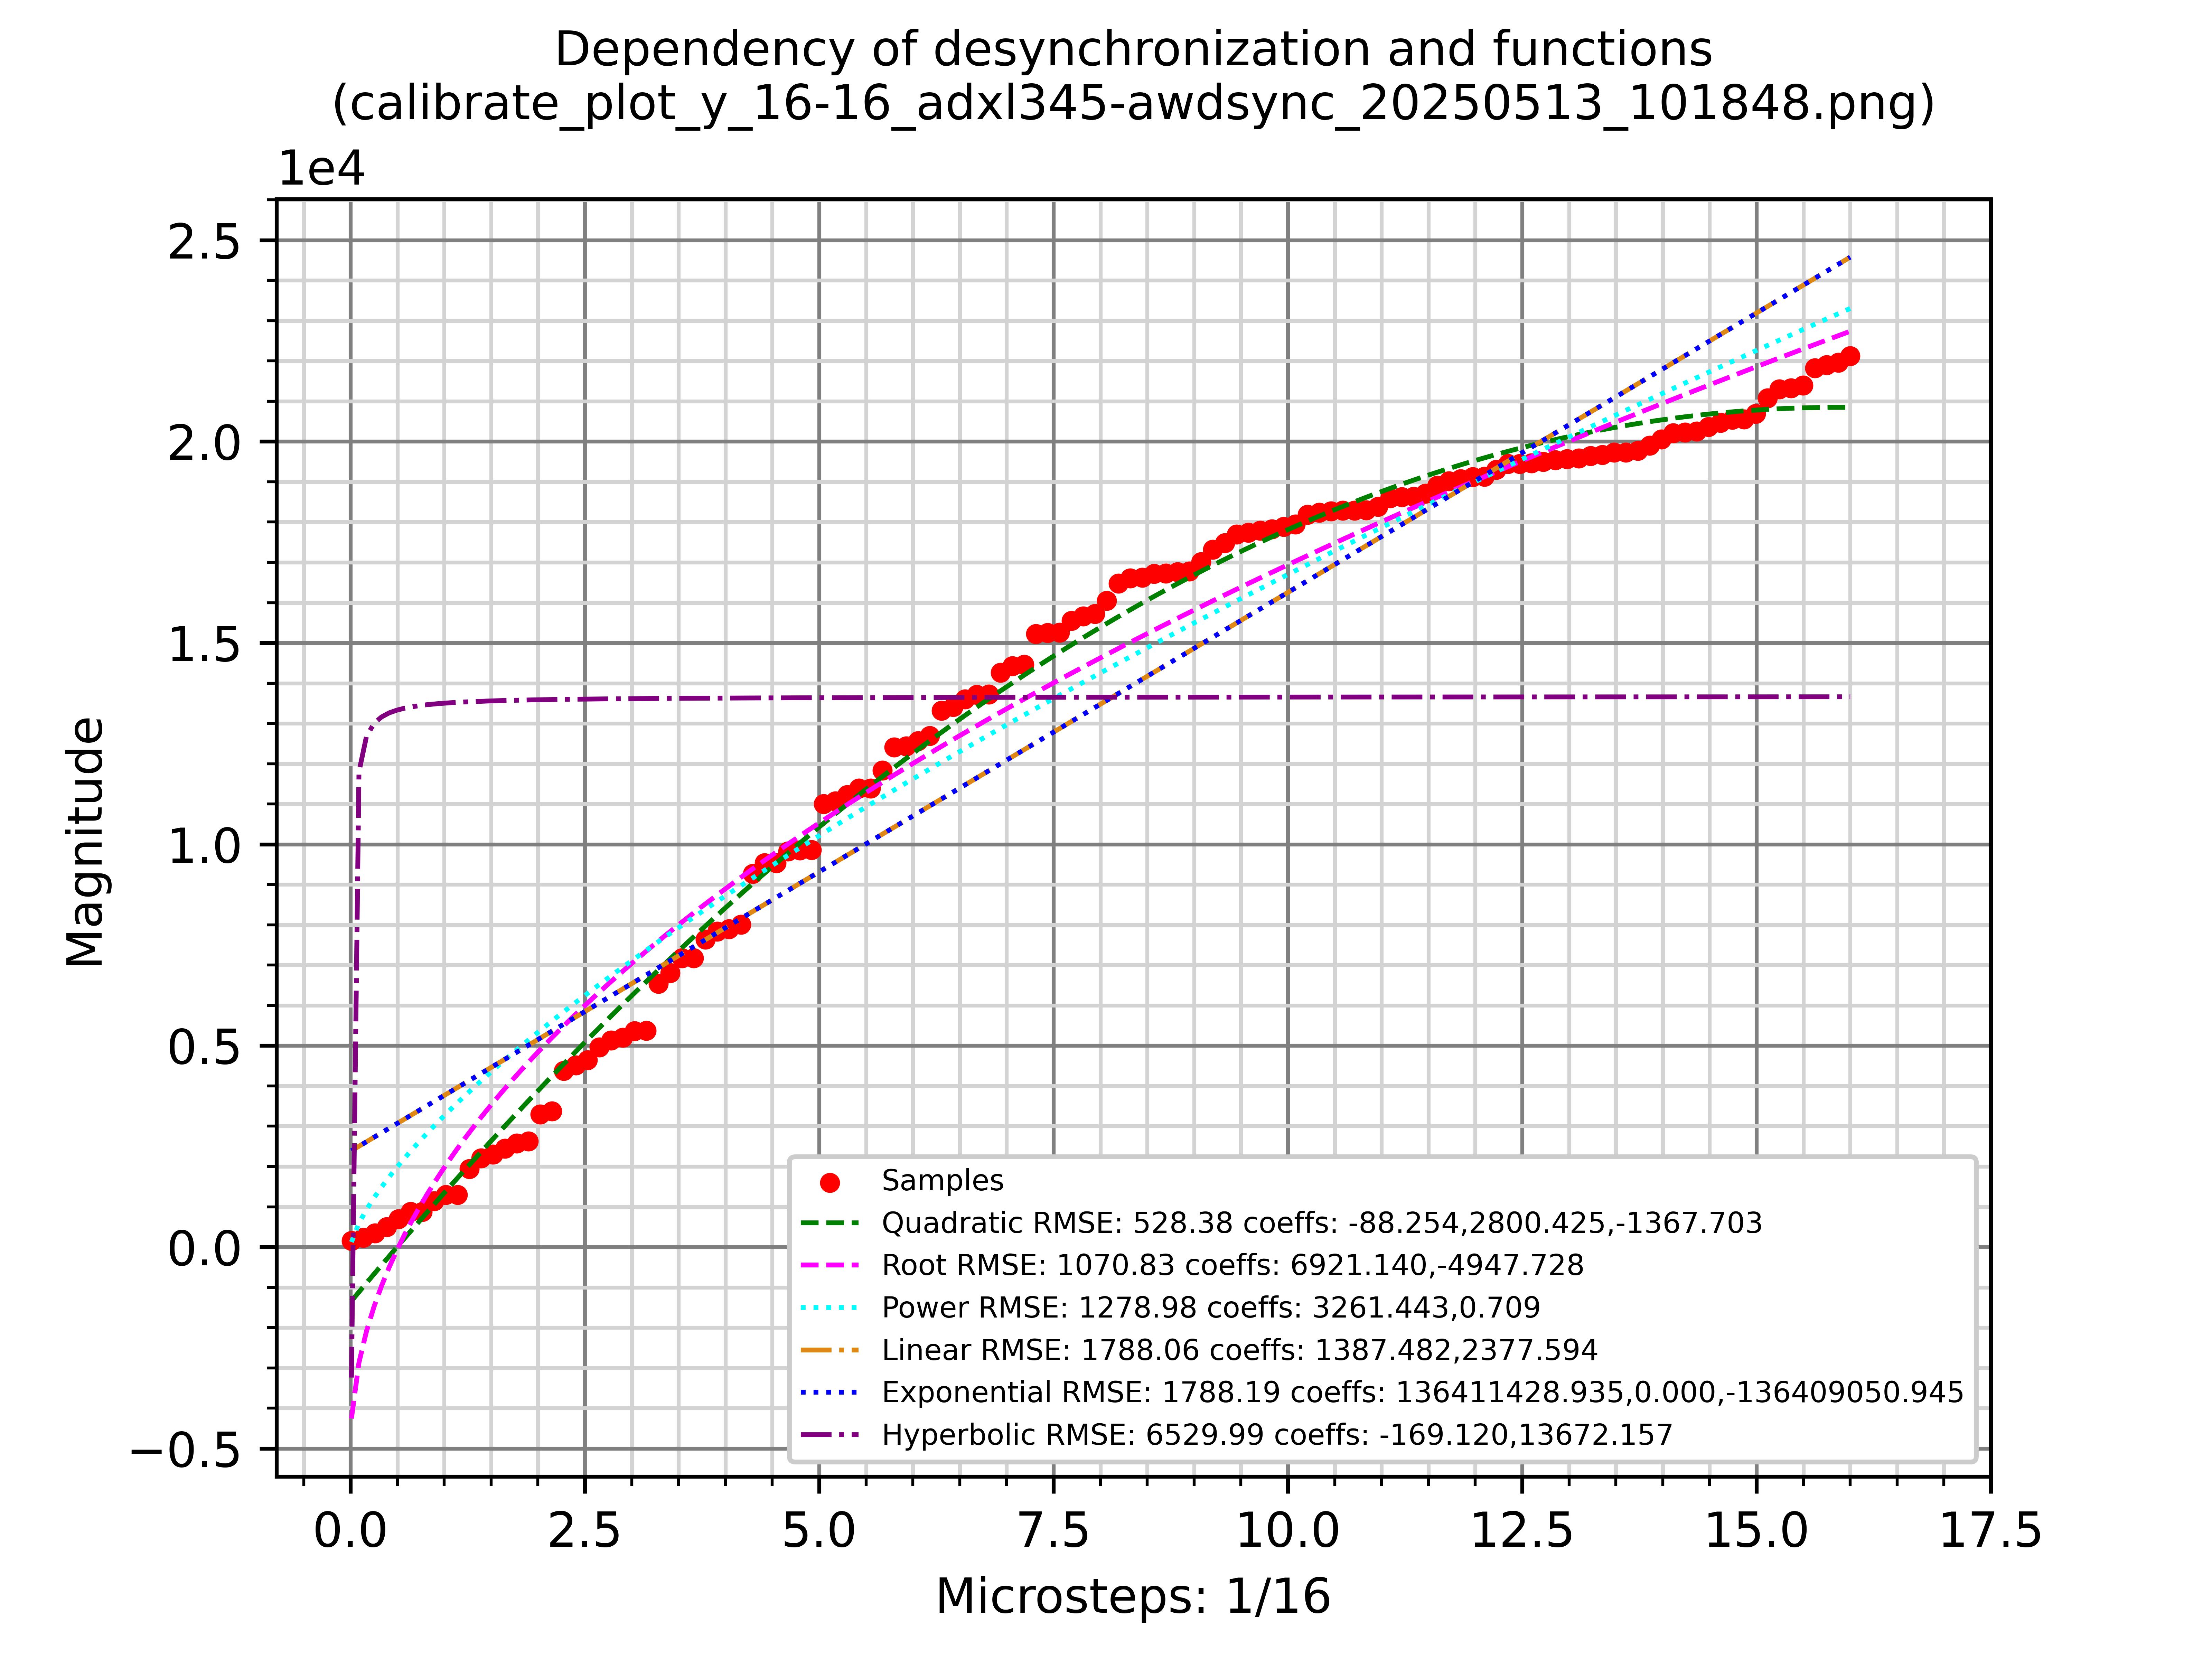 Dependency of desynchronization and functions
(calibrate_plot_y_16-16_adxl345-awdsync_20250513_101848.png)
1e4
2.5
2.0
1.5
1.0
0.5
0.0
−0.5
Magnitude
Samples
Quadratic RMSE: 528.38 coeffs: -88.254,2800.425,-1367.703
Root RMSE: 1070.83 coeffs: 6921.140,-4947.728
Power RMSE: 1278.98 coeffs: 3261.443,0.709
Linear RMSE: 1788.06 coeffs: 1387.482,2377.594
Exponential RMSE: 1788.19 coeffs: 136411428.935,0.000,-136409050.945
Hyperbolic RMSE: 6529.99 coeffs: -169.120,13672.157
0.0 2.5 5.0 7.5 10.0 12.5 15.0 17.5
Microsteps: 1/16